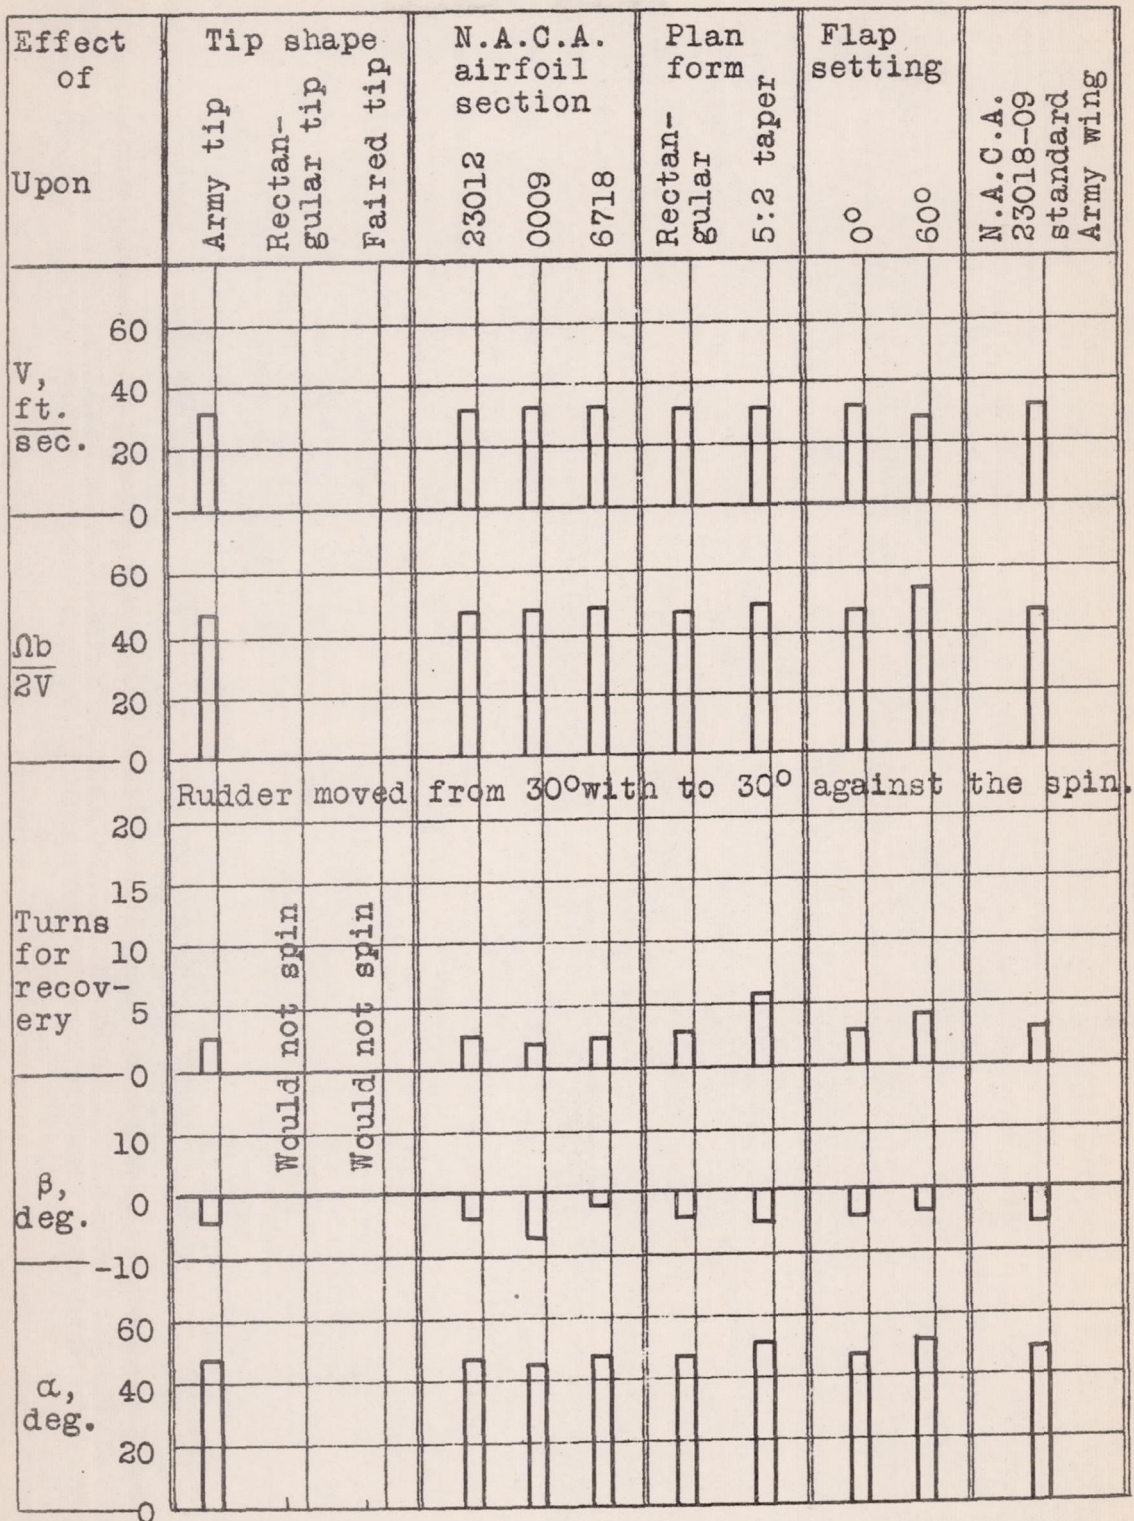 Effect
of
Upon
Tip shape
Army tip
Rectan-
gular tip
Faired tip
N.A.C.A.
airfoil
section
23012
0009
6718
Plan
form
Rectan-
gular
5:2 taper
Flap
setting
0°
60°
N.A.C.A.
23018-09
standard
Army wing
V,
ft.
sec.
60
40
20
0
Ωb
2V
60
40
20
0
Rudder moved from 30° with to 30° against the spin.
Turns
for
recov-
ery
20
15
10
5
0
Would not spin
Would not spin
β,
deg.
10
0
-10
α,
deg.
60
40
20
0